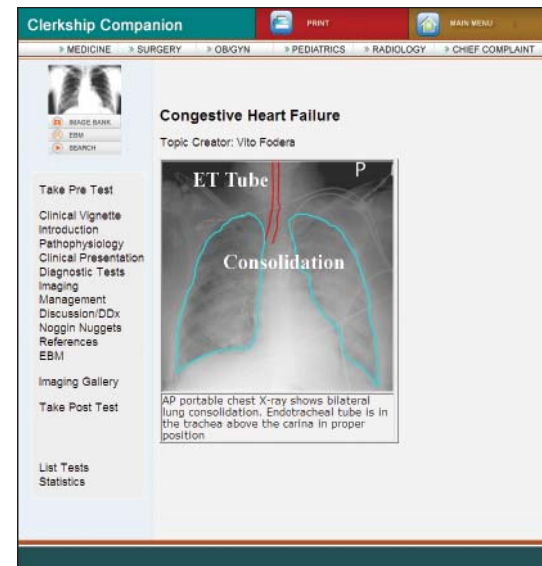 Clerkship Companion
PRINT
MAIN MENU
» MEDICINE » SURGERY » OB/GYN » PEDIATRICS » RADIOLOGY » CHIEF COMPLAINT
IMAGE BANK
EBM
SEARCH
Congestive Heart Failure
Topic Creator: Vito Fodera
Take Pre Test
Clinical Vignette
Introduction
Pathophysiology
Clinical Presentation
Diagnostic Tests
Imaging
Management
Discussion/DDx
Noggin Nuggets
References
EBM
Imaging Gallery
Take Post Test
List Tests
Statistics
ET Tube
P
Consolidation
AP portable chest X-ray shows bilateral
lung consolidation. Endotracheal tube is in
the trachea above the carina in proper
position